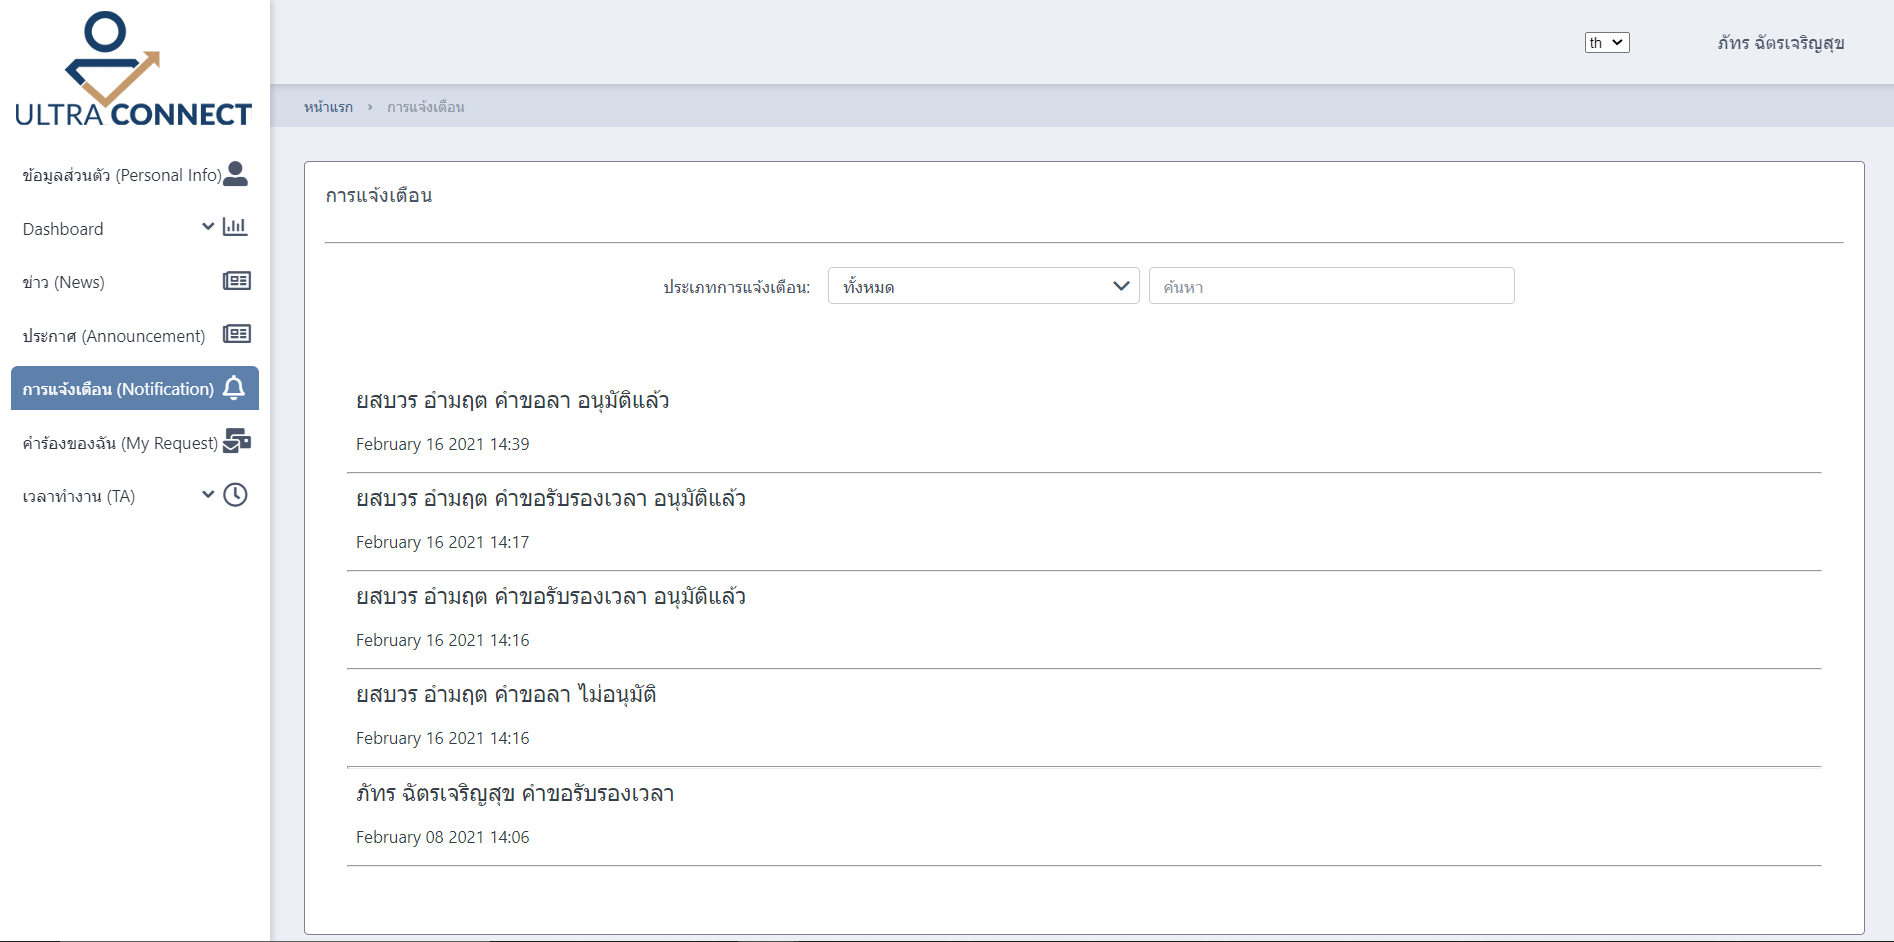 ULTRA CONNECT
th
ภัทร ฉัตรเจริญสุข
หน้าแรก › การแจ้งเตือน
ข้อมูลส่วนตัว (Personal Info)
Dashboard
ข่าว (News)
ประกาศ (Announcement)
การแจ้งเตือน (Notification)
คำร้องของฉัน (My Request)
เวลาทำงาน (TA)
การแจ้งเตือน
ประเภทการแจ้งเตือน: ทั้งหมด ค้นหา
ยสบวร อำมฤต คำขอลา อนุมัติแล้ว
February 16 2021 14:39
ยสบวร อำมฤต คำขอรับรองเวลา อนุมัติแล้ว
February 16 2021 14:17
ยสบวร อำมฤต คำขอรับรองเวลา อนุมัติแล้ว
February 16 2021 14:16
ยสบวร อำมฤต คำขอลา ไม่อนุมัติ
February 16 2021 14:16
ภัทร ฉัตรเจริญสุข คำขอรับรองเวลา
February 08 2021 14:06